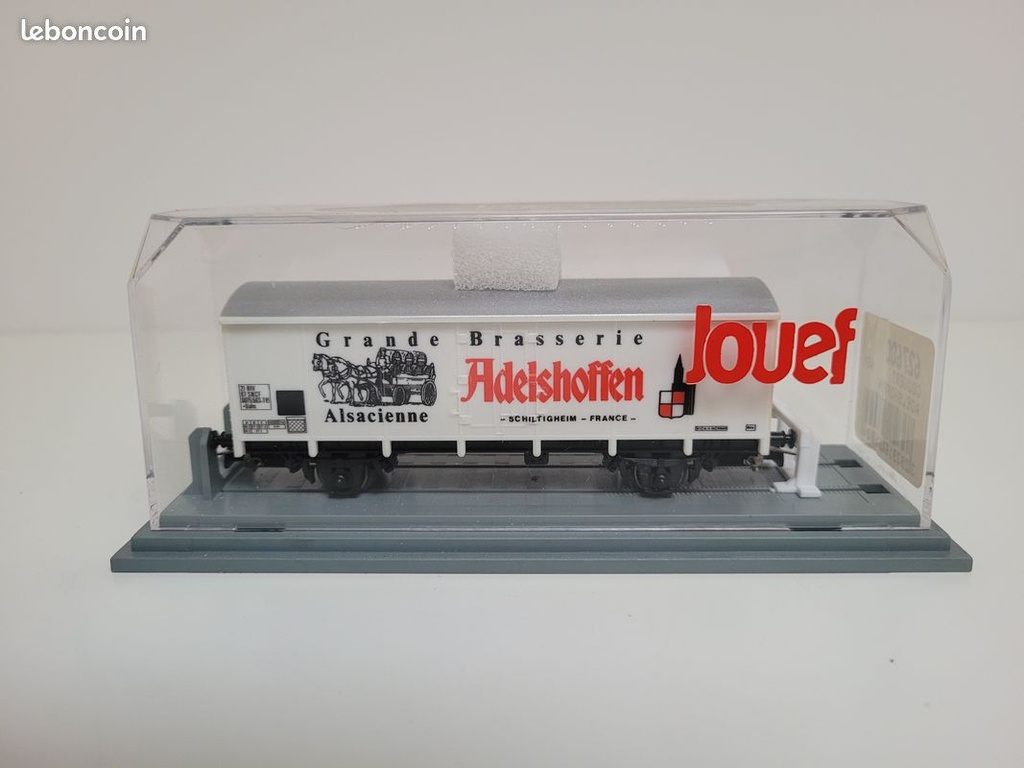 leboncoin
Jouef
Grande Brasserie
Adelshoffen
Alsacienne
- SCHILTIGHEIM - FRANCE -